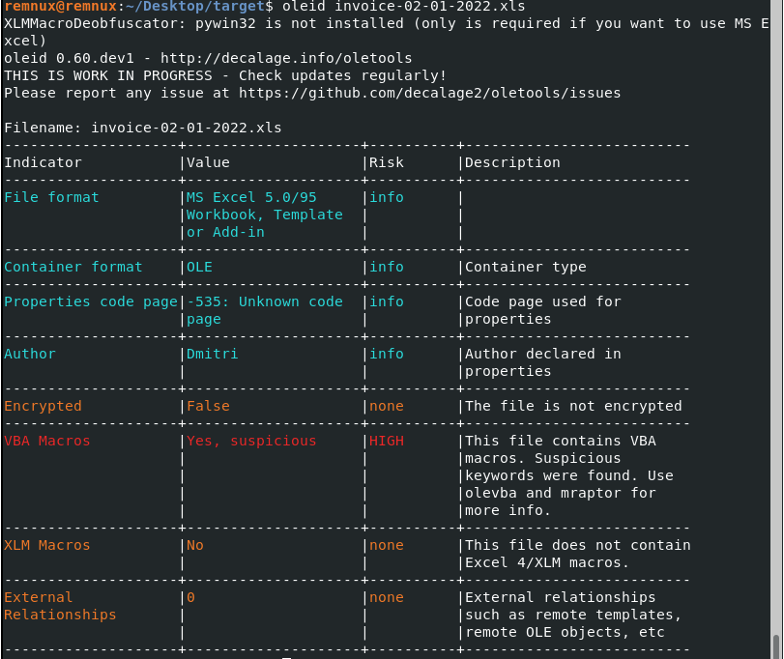 remnux@remnux:~/Desktop/target$ oleid invoice-02-01-2022.xls
XLMMacroDeobfuscator: pywin32 is not installed (only is required if you want to use MS E
xcel)
oleid 0.60.dev1 - http://decalage.info/oletools
THIS IS WORK IN PROGRESS - Check updates regularly!
Please report any issue at https://github.com/decalage2/oletools/issues

Filename: invoice-02-01-2022.xls
--------------------+--------------------+----------+--------------------------
Indicator           |Value               |Risk      |Description
--------------------+--------------------+----------+--------------------------
File format         |MS Excel 5.0/95     |info      |
                    |Workbook, Template  |          |
                    |or Add-in           |          |
--------------------+--------------------+----------+--------------------------
Container format    |OLE                 |info      |Container type
--------------------+--------------------+----------+--------------------------
Properties code page|-535: Unknown code  |info      |Code page used for
                    |page                |          |properties
--------------------+--------------------+----------+--------------------------
Author              |Dmitri              |info      |Author declared in
                    |                    |          |properties
--------------------+--------------------+----------+--------------------------
Encrypted           |False               |none      |The file is not encrypted
--------------------+--------------------+----------+--------------------------
VBA Macros          |Yes, suspicious     |HIGH      |This file contains VBA
                    |                    |          |macros. Suspicious
                    |                    |          |keywords were found. Use
                    |                    |          |olevba and mraptor for
                    |                    |          |more info.
--------------------+--------------------+----------+--------------------------
XLM Macros          |No                  |none      |This file does not contain
                    |                    |          |Excel 4/XLM macros.
--------------------+--------------------+----------+--------------------------
External            |0                   |none      |External relationships
Relationships       |                    |          |such as remote templates,
                    |                    |          |remote OLE objects, etc
--------------------+--------------------+----------+--------------------------